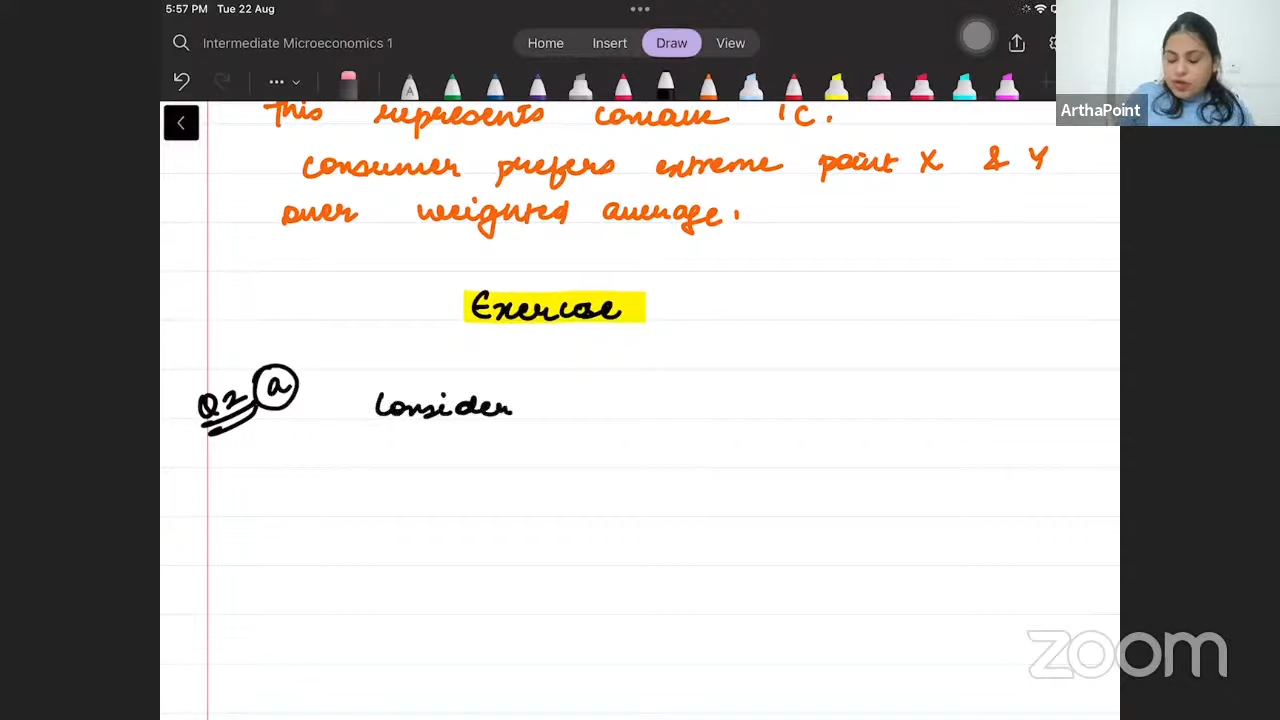 5:57 PM Tue 22 Aug
Intermediate Microeconomics 1
Home Insert Draw View
A
ArthaPoint
This represents concave IC.
consumer prefers extreme point X & Y
over weighted average.
Exercise
Q2 a Consider
zoom